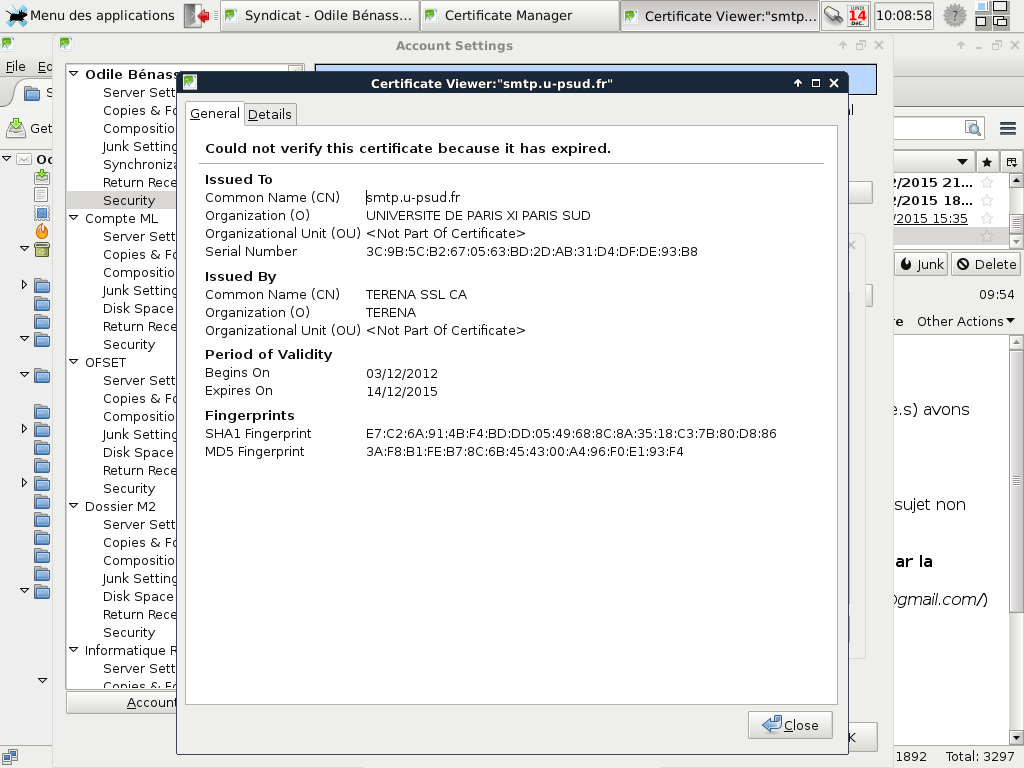 Menu des applications
Syndicat - Odile Bénass...
Certificate Manager
Certificate Viewer:"smtp...
LUNDI
14
Déc.
10:08:58
Account Settings
File
Certificate Viewer:"smtp.u-psud.fr"
General
Details
Could not verify this certificate because it has expired.
Issued To
Common Name (CN) smtp.u-psud.fr
Organization (O) UNIVERSITE DE PARIS XI PARIS SUD
Organizational Unit (OU) <Not Part Of Certificate>
Serial Number 3C:9B:5C:B2:67:05:63:BD:2D:AB:31:D4:DF:DE:93:B8
Issued By
Common Name (CN) TERENA SSL CA
Organization (O) TERENA
Organizational Unit (OU) <Not Part Of Certificate>
Period of Validity
Begins On 03/12/2012
Expires On 14/12/2015
Fingerprints
SHA1 Fingerprint E7:C2:6A:91:4B:F4:BD:DD:05:49:68:8C:8A:35:18:C3:7B:80:D8:86
MD5 Fingerprint 3A:F8:B1:FE:B7:8C:6B:45:43:00:A4:96:F0:E1:93:F4
Close
Odile Bénass
Server Sett
Copies & Fo
Compositio
Junk Setting
Synchroniza
Return Rece
Security
Compte ML
Server Sett
Copies & Fo
Compositio
Junk Setting
Disk Space
Return Rece
Security
OFSET
Server Sett
Copies & Fo
Compositio
Junk Setting
Disk Space
Return Rece
Security
Dossier M2
Server Sett
Copies & Fo
Compositio
Junk Setting
Disk Space
Return Rece
Security
Informatique R
Server Sett
Copies & Fo
Account
Get
2/2015 21...
2/2015 18...
/2015 15:35
Junk
Delete
09:54
Other Actions
e.s) avons
sujet non
ar la
@gmail.com/)
K
1892
Total: 3297